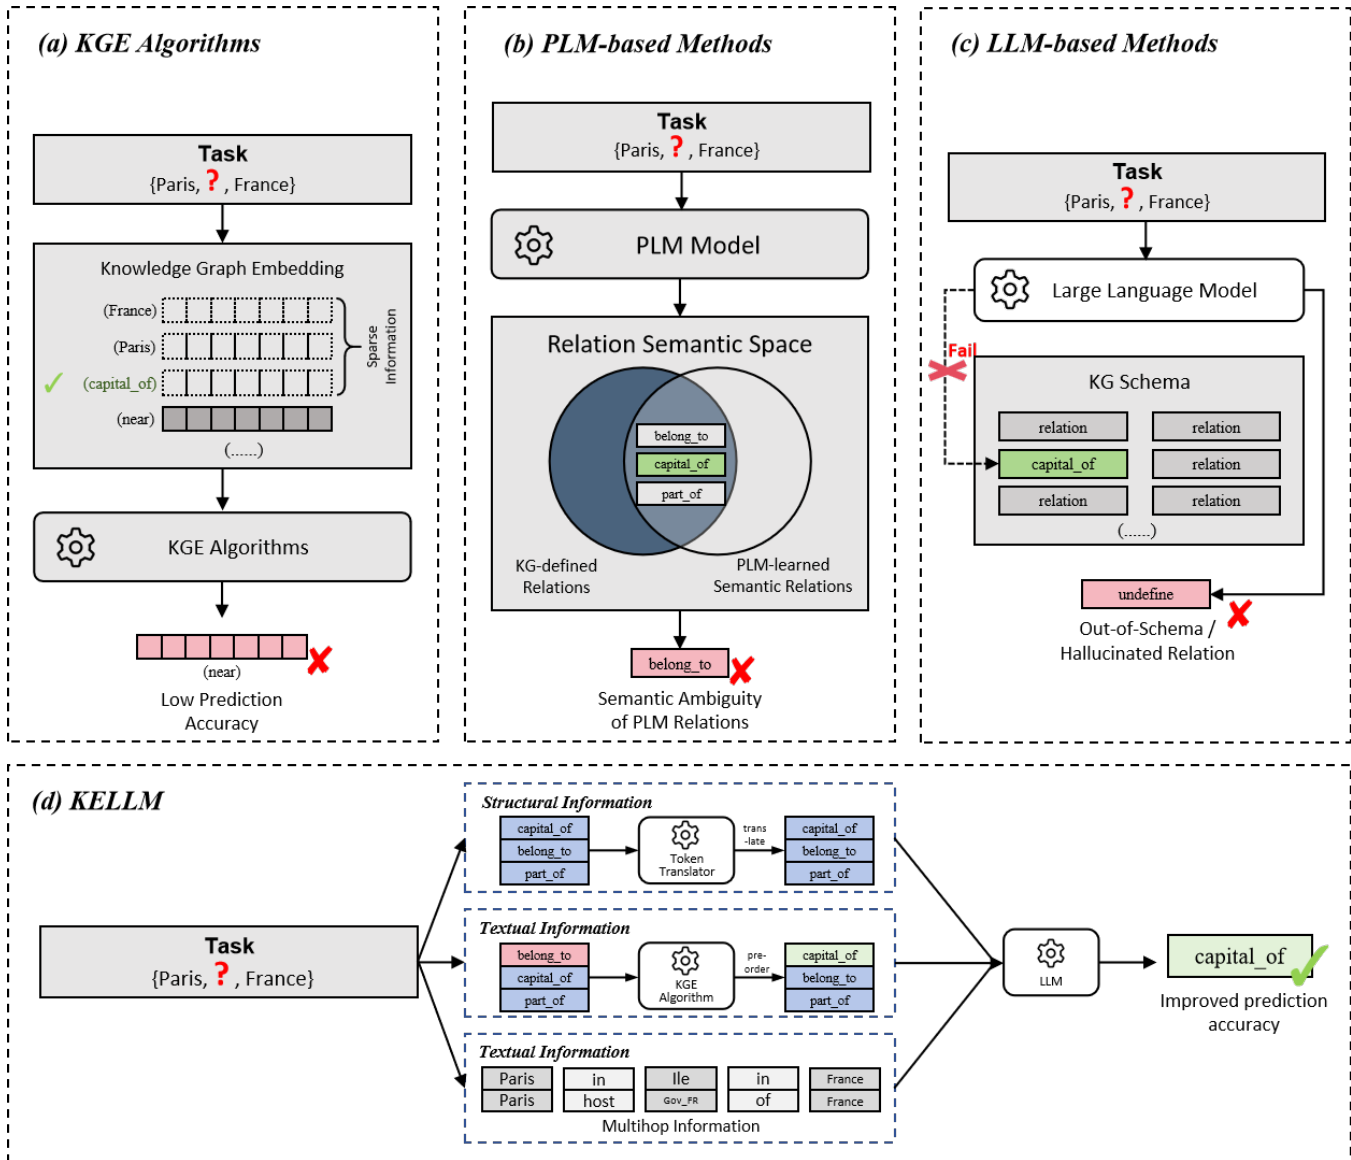 (a) KGE Algorithms
Task
{Paris, ? , France}
Knowledge Graph Embedding
(France)
(Paris)
(capital_of)
(near)
(......)
Sparse
Information
KGE Algorithms
(near)
Low Prediction
Accuracy
(b) PLM-based Methods
Task
{Paris, ? , France}
PLM Model
Relation Semantic Space
belong_to
capital_of
part_of
KG-defined
Relations
PLM-learned
Semantic Relations
belong_to
Semantic Ambiguity
of PLM Relations
(c) LLM-based Methods
Task
{Paris, ? , France}
Large Language Model
Fail
KG Schema
relation relation
capital_of relation
relation relation
(......)
undefine
Out-of-Schema /
Hallucinated Relation
(d) KELLM
Task
{Paris, ? , France}
Structural Information
capital_of
belong_to
part_of
Token
Translator
trans
-late
capital_of
belong_to
part_of
Textual Information
belong_to
capital_of
part_of
KGE
Algorithm
pre-
order
capital_of
belong_to
part_of
Textual Information
Paris in Ile in France
Paris host Gov_FR of France
Multihop Information
LLM
capital_of
Improved prediction
accuracy